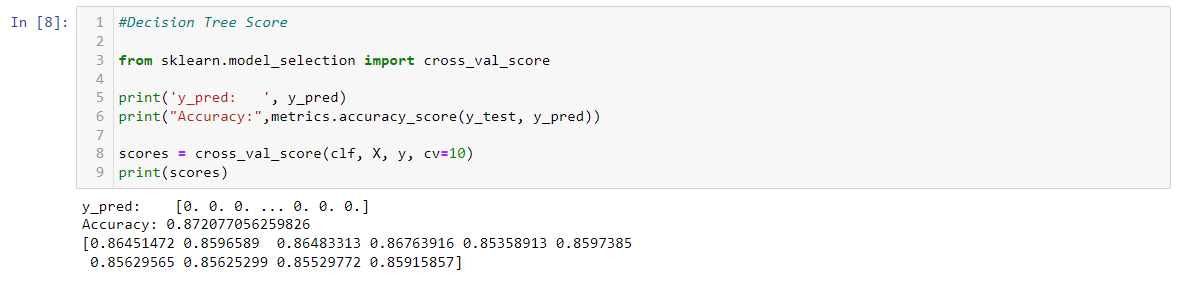 In [8]:
1 #Decision Tree Score
2
3 from sklearn.model_selection import cross_val_score
4
5 print('y_pred:   ', y_pred)
6 print("Accuracy:",metrics.accuracy_score(y_test, y_pred))
7
8 scores = cross_val_score(clf, X, y, cv=10)
9 print(scores)
y_pred:    [0. 0. 0. ... 0. 0. 0.]
Accuracy: 0.872077056259826
[0.86451472 0.8596589  0.86483313 0.86763916 0.85358913 0.8597385
 0.85629565 0.85625299 0.85529772 0.85915857]